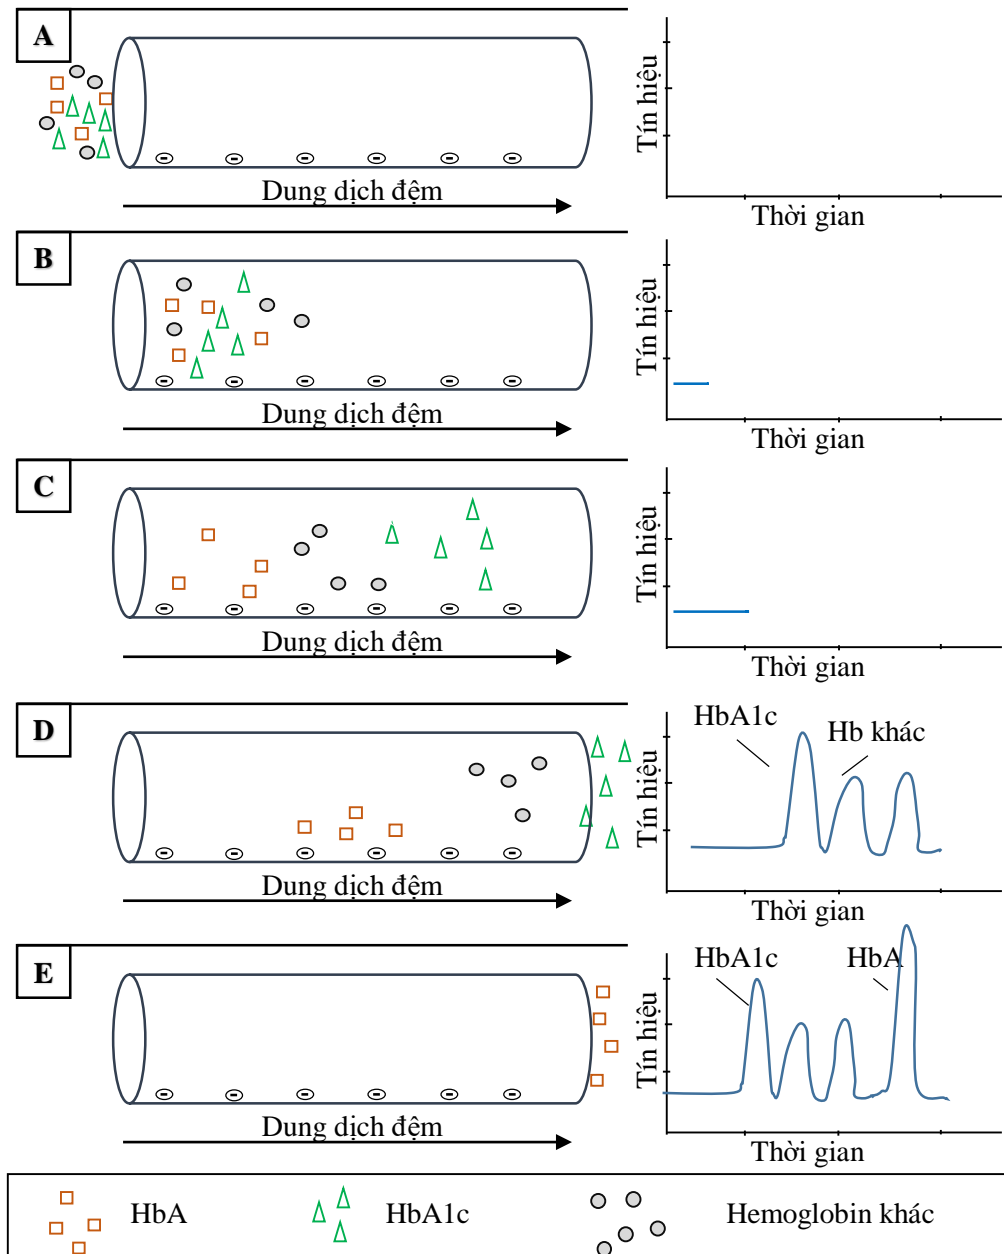 A
Tín hiệu
Dung dịch đệm
Thời gian
B
Tín hiệu
Dung dịch đệm
Thời gian
C
Tín hiệu
Dung dịch đệm
Thời gian
D
HbA1c
Hb khác
Tín hiệu
Dung dịch đệm
Thời gian
E
HbA1c
HbA
Tín hiệu
Dung dịch đệm
Thời gian
HbA
HbA1c
Hemoglobin khác